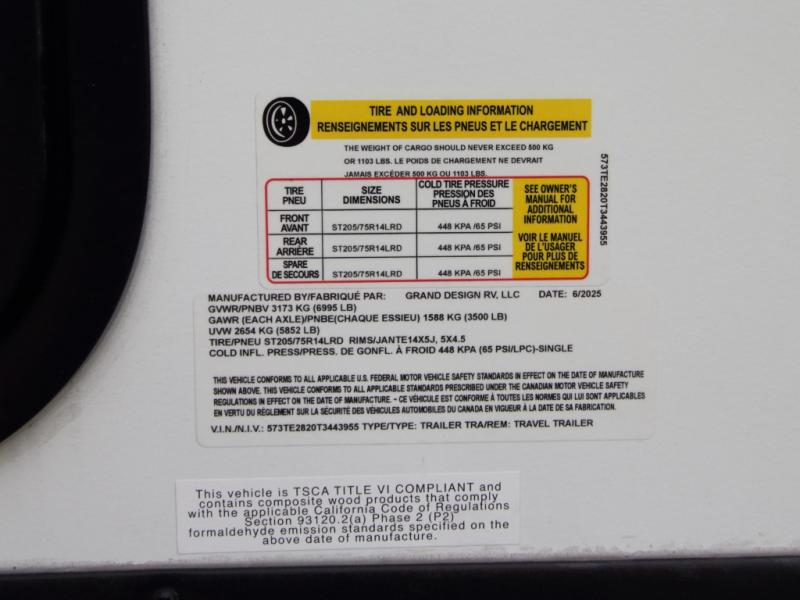 TIRE AND LOADING INFORMATION
RENSEIGNEMENTS SUR LES PNEUS ET LE CHARGEMENT
THE WEIGHT OF CARGO SHOULD NEVER EXCEED 500 KG
OR 1103 LBS. LE POIDS DE CHARGEMENT NE DEVRAIT
JAMAIS EXCÉDER 500 KG OU 1103 LBS.
TIRE
PNEU
SIZE
DIMENSIONS
COLD TIRE PRESSURE
PRESSION DES
PNEUS À FROID
FRONT
AVANT
ST205/75R14LRD
448 KPA /65 PSI
REAR
ARRIÈRE
ST205/75R14LRD
448 KPA /65 PSI
SPARE
DE SECOURS
ST205/75R14LRD
448 KPA /65 PSI
SEE OWNER'S
MANUAL FOR
ADDITIONAL
INFORMATION
VOIR LE MANUEL
DE L'USAGER
POUR PLUS DE
RENSEIGNEMENTS
573TE2820T3443955
MANUFACTURED BY/FABRIQUÉ PAR: GRAND DESIGN RV, LLC DATE: 6/2025
GVWR/PNBV 3173 KG (6995 LB)
GAWR (EACH AXLE)/PNBE(CHAQUE ESSIEU) 1588 KG (3500 LB)
UVW 2654 KG (5852 LB)
TIRE/PNEU ST205/75R14LRD RIMS/JANTE14X5J, 5X4.5
COLD INFL. PRESS/PRESS. DE GONFL. À FROID 448 KPA (65 PSI/LPC)-SINGLE
THIS VEHICLE CONFORMS TO ALL APPLICABLE U.S. FEDERAL MOTOR VEHICLE SAFETY STANDARDS IN EFFECT ON THE DATE OF MANUFACTURE
SHOWN ABOVE. THIS VEHICLE CONFORMS TO ALL APPLICABLE STANDARDS PRESCRIBED UNDER THE CANADIAN MOTOR VEHICLE SAFETY
REGULATIONS IN EFFECT ON THE DATE OF MANUFACTURE. - CE VÉHICULE EST CONFORME À TOUTES LES NORMES QUI LUI SONT APPLICABLES
EN VERTU DU RÈGLEMENT SUR LA SÉCURITÉ DES VÉHICULES AUTOMOBILES DU CANADA EN VIGUEUR À LA DATE DE SA FABRICATION.
V.I.N./N.I.V.: 573TE2820T3443955 TYPE/TYPE: TRAILER TRA/REM: TRAVEL TRAILER
This vehicle is TSCA TITLE VI COMPLIANT and
contains composite wood products that comply
with the applicable California Code of Regulations
Section 93120.2(a) Phase 2 (P2)
formaldehyde emission standards specified on the
above date of manufacture.